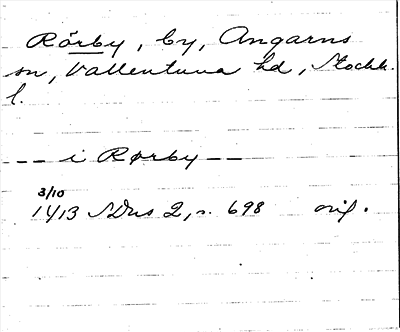 Rörby, by, Angarns
sn, Vallentuna hd, Stockh.
l.
--- i Rørby ---
3/10
1413 SDns 2, s. 698 orig.